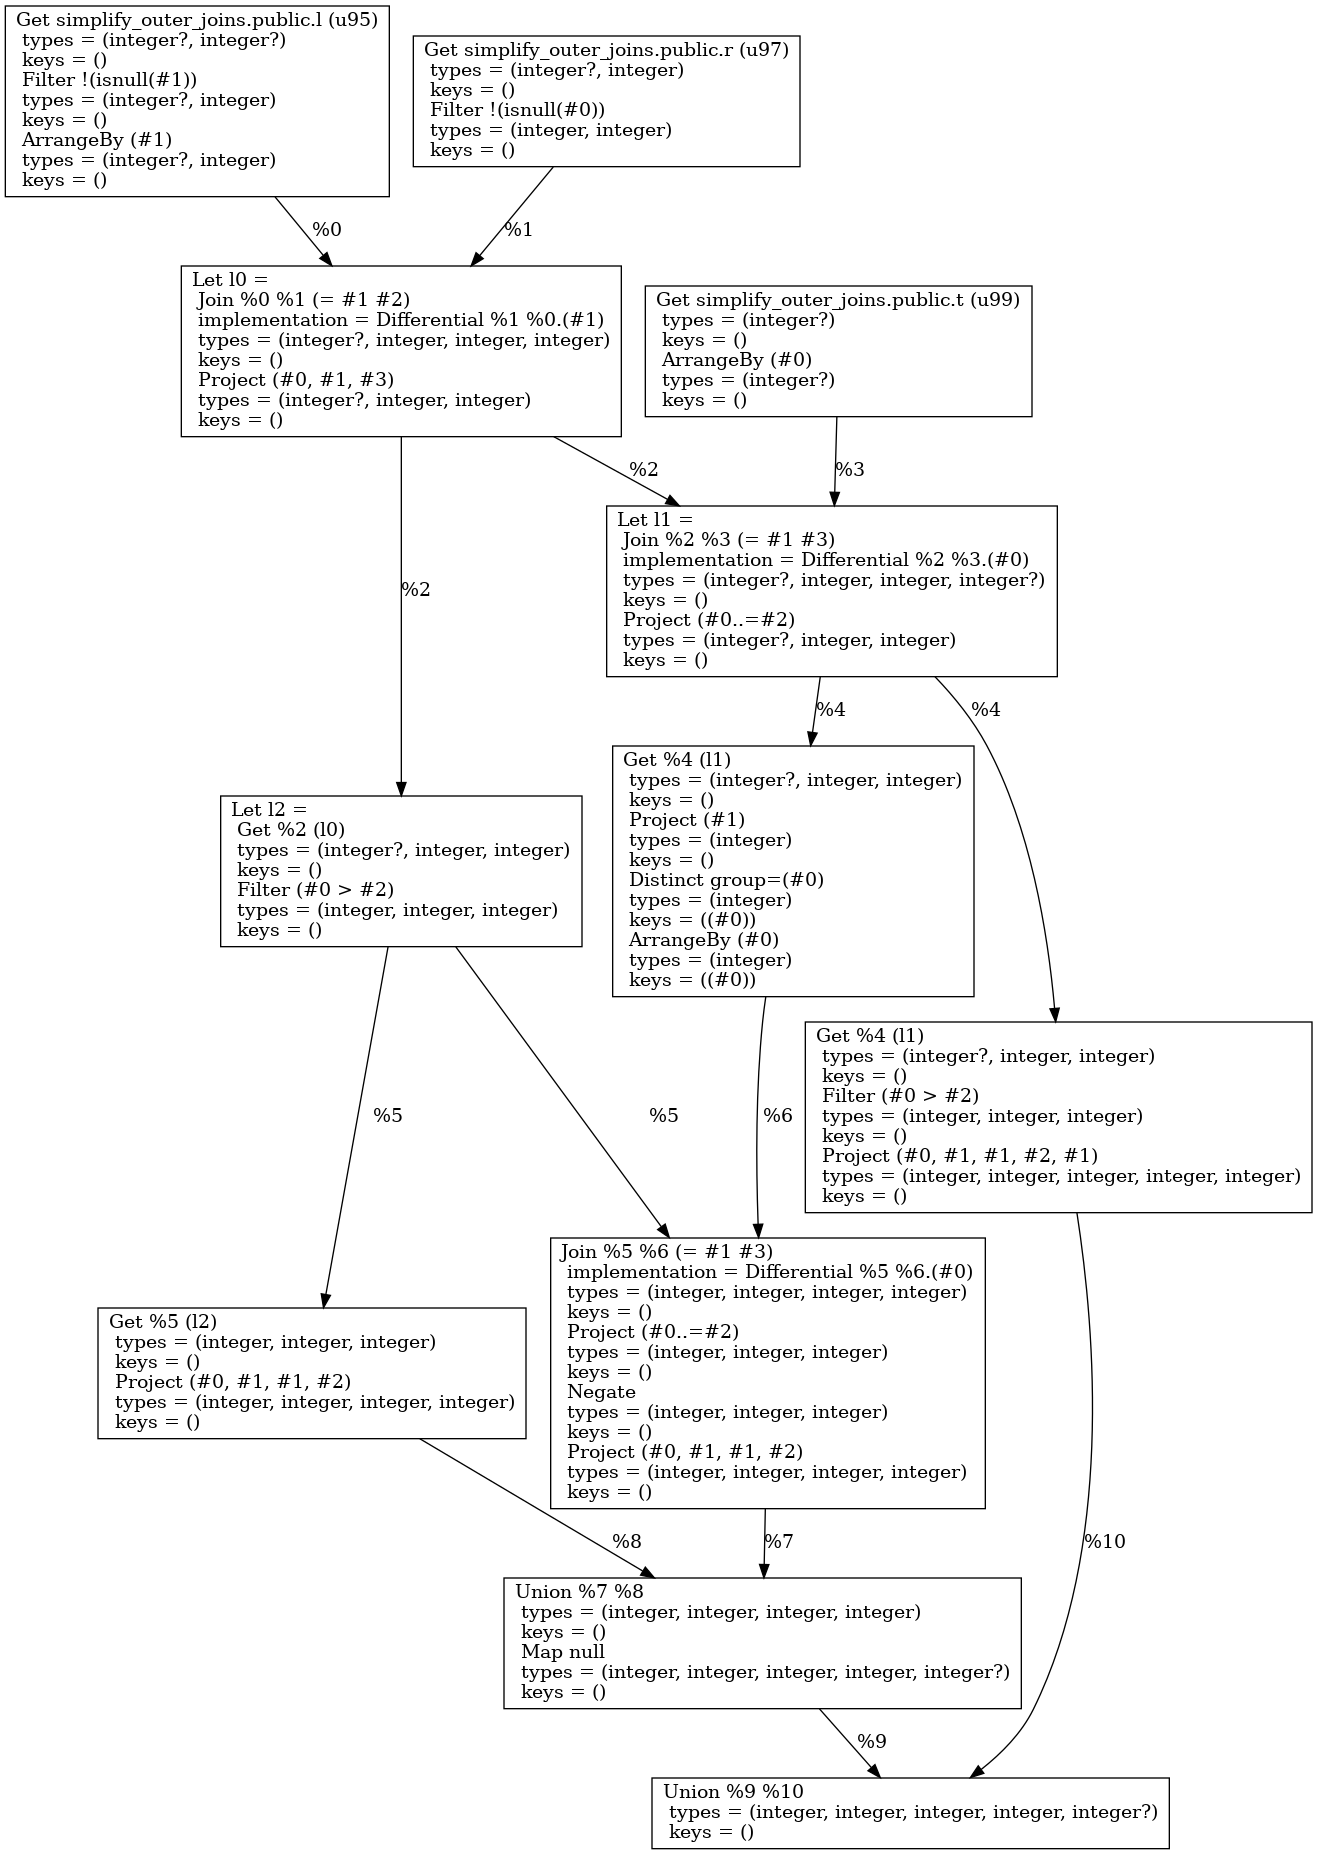 Get simplify_outer_joins.public.l (u95)
types = (integer?, integer?)
keys = ()
Filter !(isnull(#1))
types = (integer?, integer)
keys = ()
ArrangeBy (#1)
types = (integer?, integer)
keys = ()
Get simplify_outer_joins.public.r (u97)
types = (integer?, integer)
keys = ()
Filter !(isnull(#0))
types = (integer, integer)
keys = ()
%0
%1
Let l0 =
Join %0 %1 (= #1 #2)
implementation = Differential %1 %0.(#1)
types = (integer?, integer, integer, integer)
keys = ()
Project (#0, #1, #3)
types = (integer?, integer, integer)
keys = ()
Get simplify_outer_joins.public.t (u99)
types = (integer?)
keys = ()
ArrangeBy (#0)
types = (integer?)
keys = ()
%2
%3
Let l1 =
Join %2 %3 (= #1 #3)
implementation = Differential %2 %3.(#0)
types = (integer?, integer, integer, integer?)
keys = ()
Project (#0..=#2)
types = (integer?, integer, integer)
keys = ()
%2
%4
%4
Let l2 =
Get %2 (l0)
types = (integer?, integer, integer)
keys = ()
Filter (#0 > #2)
types = (integer, integer, integer)
keys = ()
Get %4 (l1)
types = (integer?, integer, integer)
keys = ()
Project (#1)
types = (integer)
keys = ()
Distinct group=(#0)
types = (integer)
keys = ((#0))
ArrangeBy (#0)
types = (integer)
keys = ((#0))
Get %4 (l1)
types = (integer?, integer, integer)
keys = ()
Filter (#0 > #2)
types = (integer, integer, integer)
keys = ()
Project (#0, #1, #1, #2, #1)
types = (integer, integer, integer, integer, integer)
keys = ()
%5
%5
%6
Get %5 (l2)
types = (integer, integer, integer)
keys = ()
Project (#0, #1, #1, #2)
types = (integer, integer, integer, integer)
keys = ()
Join %5 %6 (= #1 #3)
implementation = Differential %5 %6.(#0)
types = (integer, integer, integer, integer)
keys = ()
Project (#0..=#2)
types = (integer, integer, integer)
keys = ()
Negate
types = (integer, integer, integer)
keys = ()
Project (#0, #1, #1, #2)
types = (integer, integer, integer, integer)
keys = ()
%8
%7
%10
Union %7 %8
types = (integer, integer, integer, integer)
keys = ()
Map null
types = (integer, integer, integer, integer, integer?)
keys = ()
%9
Union %9 %10
types = (integer, integer, integer, integer, integer?)
keys = ()